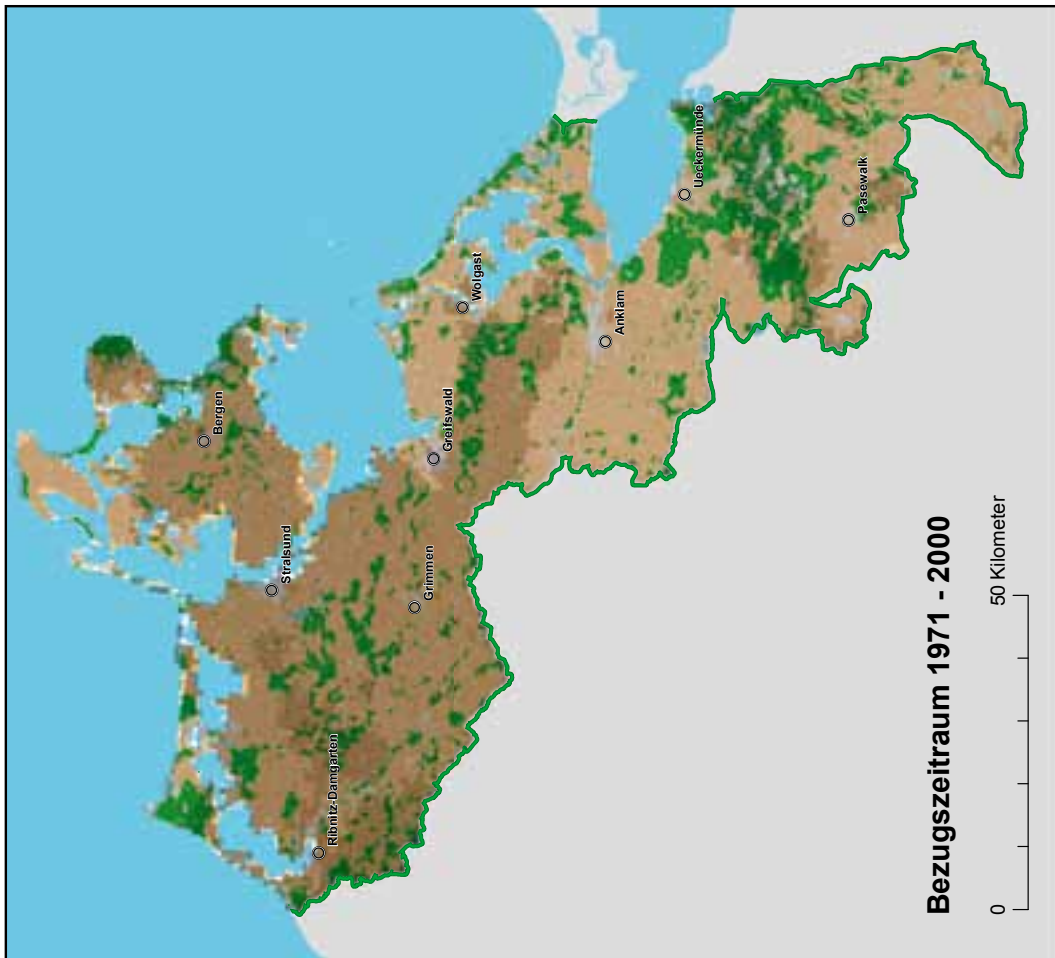 Bergen
Stralsund
Ribnitz-Damgarten
Grimmen
Greifswald
Wolgast
Anklam
Ueckermünde
Pasewalk
Bezugszeitraum 1971 - 2000
0
50 Kilometer